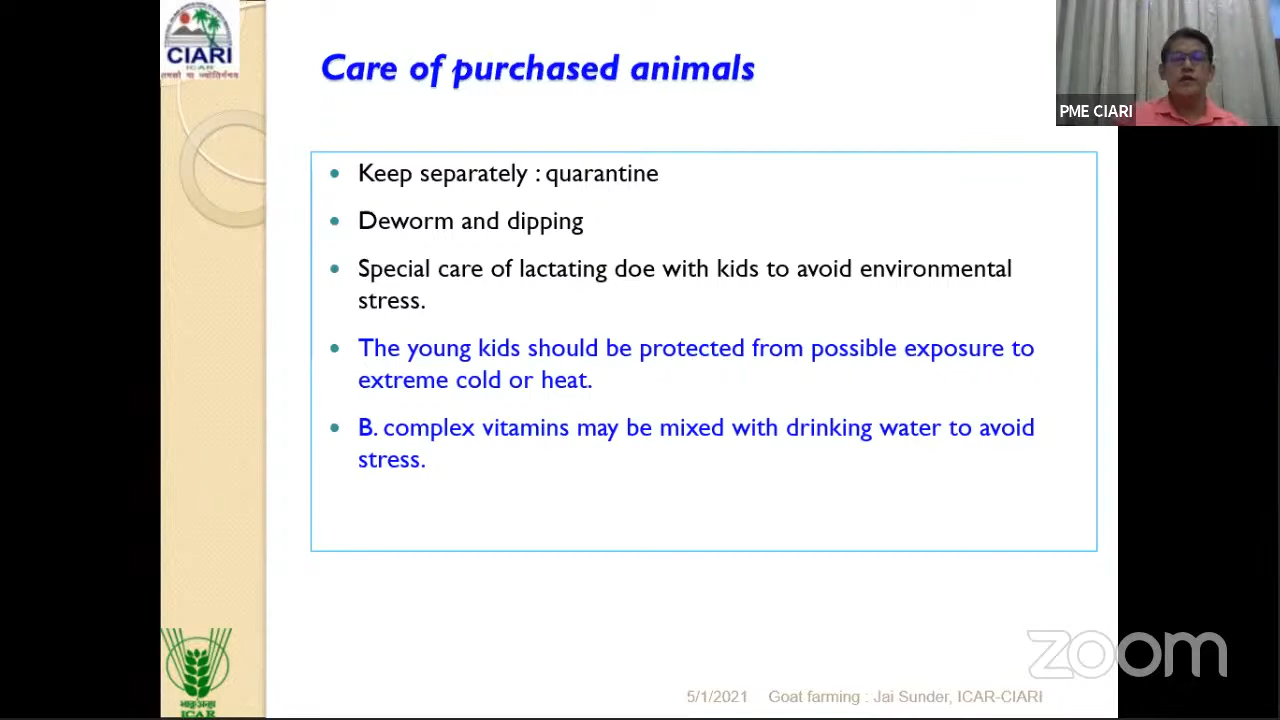 CIARI
ICAR
Care of purchased animals
PME CIARI
• Keep separately : quarantine
• Deworm and dipping
• Special care of lactating doe with kids to avoid environmental
stress.
• The young kids should be protected from possible exposure to
extreme cold or heat.
• B. complex vitamins may be mixed with drinking water to avoid
stress.
zoom
5/1/2021 Goat farming : Jai Sunder, ICAR-CIARI
ICAR